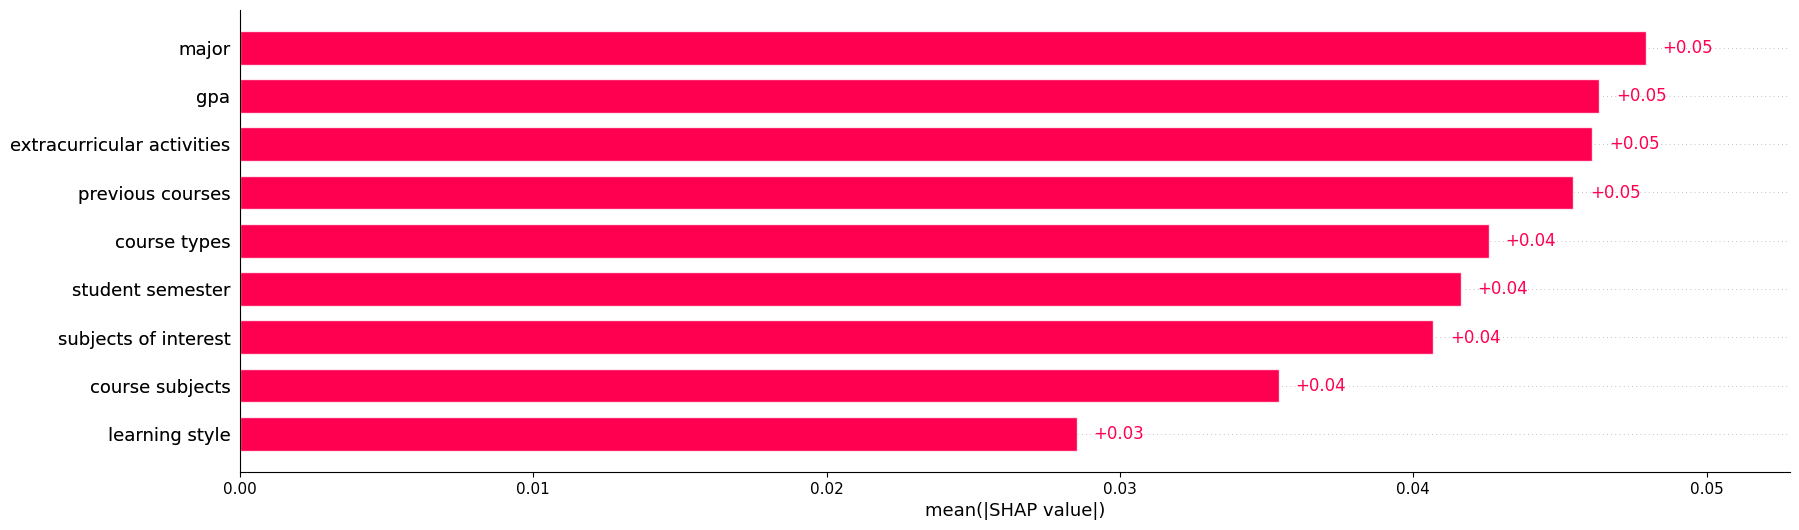 major +0.05
gpa +0.05
extracurricular activities +0.05
previous courses +0.05
course types +0.04
student semester +0.04
subjects of interest +0.04
course subjects +0.04
learning style +0.03
0.00 0.01 0.02 0.03 0.04 0.05
mean(|SHAP value|)